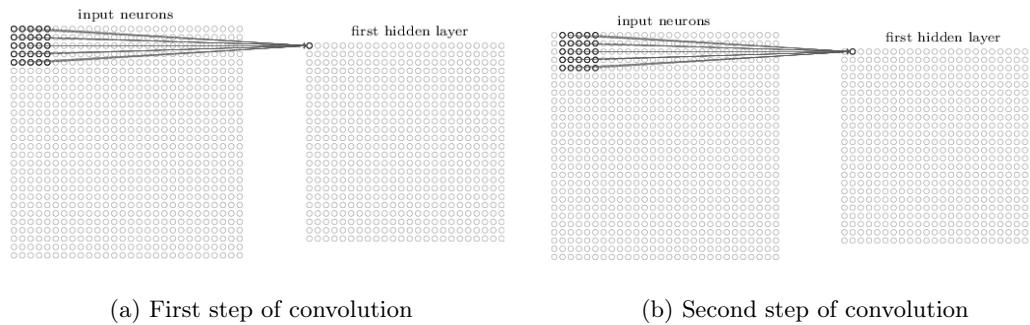 input neurons
first hidden layer
input neurons
first hidden layer
(a) First step of convolution
(b) Second step of convolution